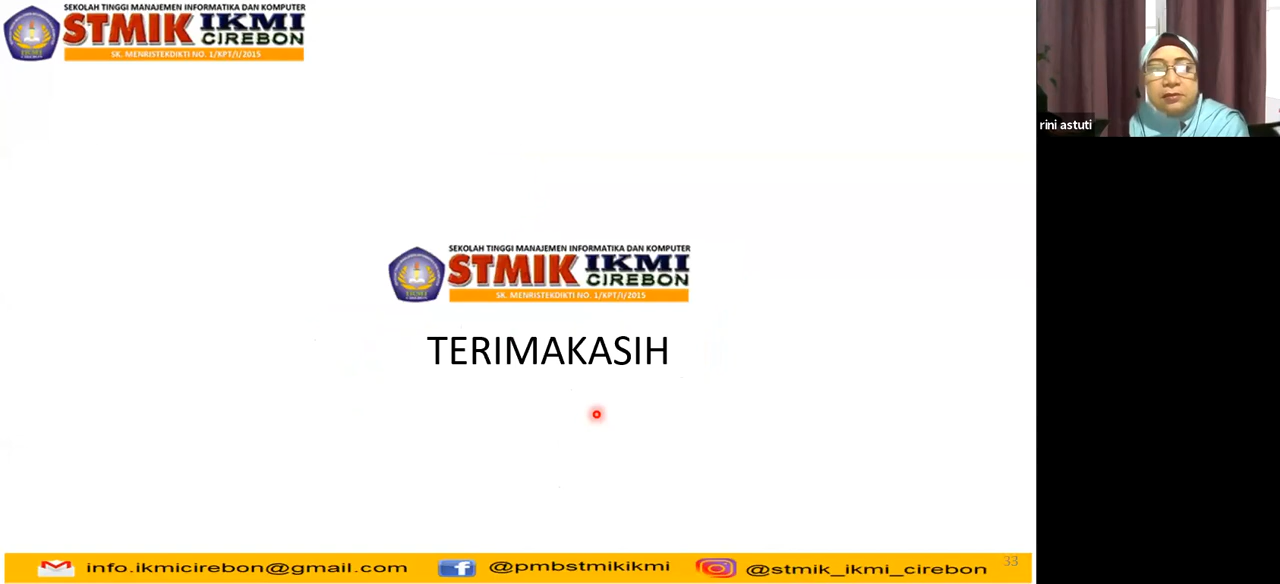 SEKOLAH TINGGI MANAJEMEN INFORMATIKA DAN KOMPUTER
STMIK IKMI CIREBON
SK. MENRISTEKDIKTI NO. 1/KPT/I/2015
rini astuti
SEKOLAH TINGGI MANAJEMEN INFORMATIKA DAN KOMPUTER
STMIK IKMI CIREBON
SK. MENRISTEKDIKTI NO. 1/KPT/I/2015
TERIMAKASIH
info.ikmicirebon@gmail.com @pmbstmikikmi @stmik_ikmi_cirebon 33